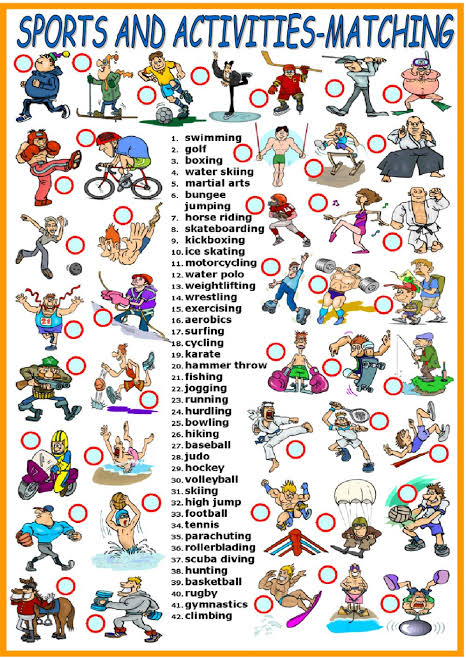 SPORTS AND ACTIVITIES-MATCHING
1. swimming
2. golf
3. boxing
4. water skiing
5. martial arts
6. bungee
jumping
7. horse riding
8. skateboarding
9. kickboxing
10. ice skating
11. motorcycling
12. water polo
13. weightlifting
14. wrestling
15. exercising
16. aerobics
17. surfing
18. cycling
19. karate
20. hammer throw
21. fishing
22. jogging
23. running
24. hurdling
25. bowling
26. hiking
27. baseball
28. judo
29. hockey
30. volleyball
31. skiing
32. high jump
33. football
34. tennis
35. parachuting
36. rollerblading
37. scuba diving
38. hunting
39. basketball
40. rugby
41. gymnastics
42. climbing